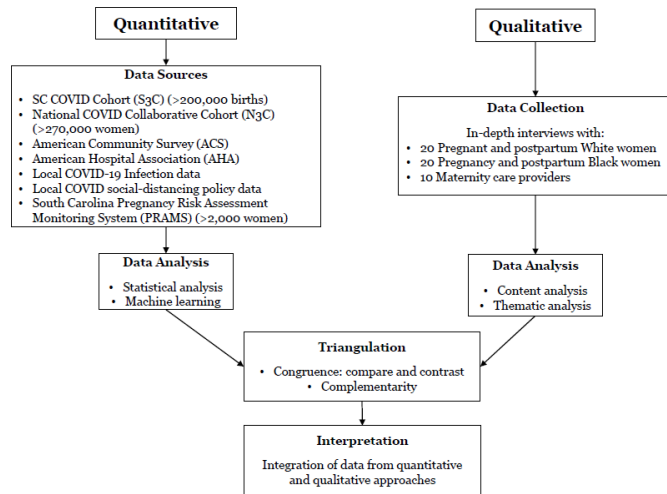 Quantitative
Data Sources
• SC COVID Cohort (S3C) (>200,000 births)
• National COVID Collaborative Cohort (N3C)
(>270,000 women)
• American Community Survey (ACS)
• American Hospital Association (AHA)
• Local COVID-19 Infection data
• Local COVID social-distancing policy data
• South Carolina Pregnancy Risk Assessment
Monitoring System (PRAMS) (>2,000 women)
Data Analysis
• Statistical analysis
• Machine learning
Qualitative
Data Collection
In-depth interviews with:
• 20 Pregnant and postpartum White women
• 20 Pregnancy and postpartum Black women
• 10 Maternity care providers
Data Analysis
• Content analysis
• Thematic analysis
Triangulation
• Congruence: compare and contrast
• Complementarity
Interpretation
Integration of data from quantitative
and qualitative approaches